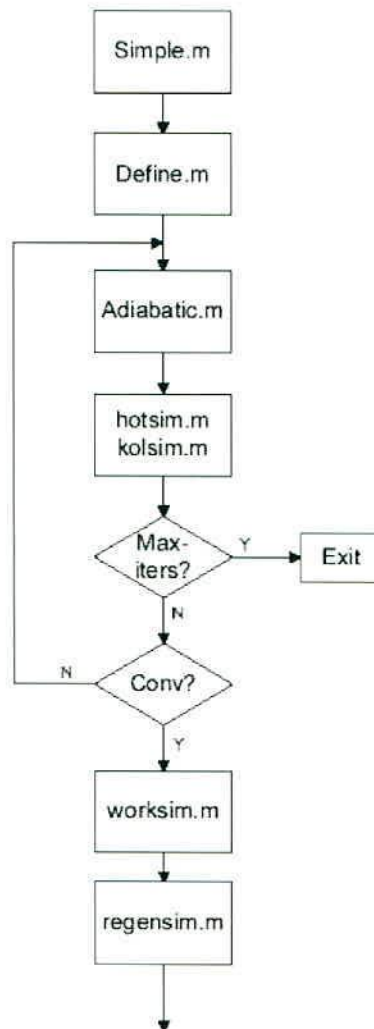 Simple.m
Define.m
Adiabatic.m
hotsim.m
kolsim.m
Max-
iters?
Y
Exit
N
Conv?
N
Y
worksim.m
regensim.m